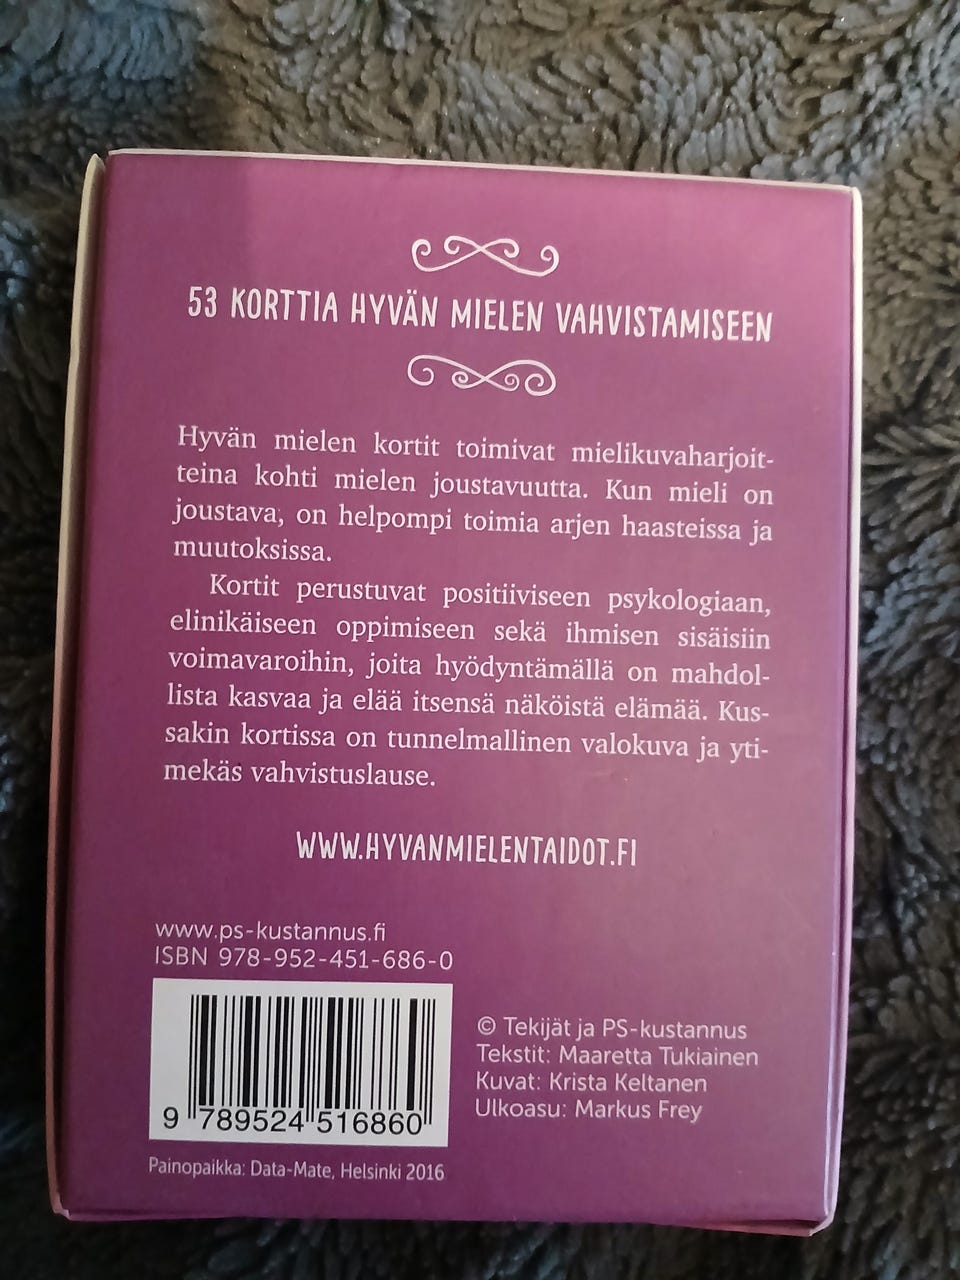 53 KORTTIA HYVÄN MIELEN VAHVISTAMISEEN
Hyvän mielen kortit toimivat mielikuvaharjoit-
teina kohti mielen joustavuutta. Kun mieli on
joustava, on helpompi toimia arjen haasteissa ja
muutoksissa.
Kortit perustuvat positiiviseen psykologiaan,
elinikäiseen oppimiseen sekä ihmisen sisäisiin
voimavaroihin, joita hyödyntämällä on mahdol-
lista kasvaa ja elää itsensä näköistä elämää. Kus-
sakin kortissa on tunnelmallinen valokuva ja yti-
mekäs vahvistuslause.
WWW.HYVANMIELENTAIDOT.FI
www.ps-kustannus.fi
ISBN 978-952-451-686-0
9 789524 516860
© Tekijät ja PS-kustannus
Tekstit: Maaretta Tukiainen
Kuvat: Krista Keltanen
Ulkoasu: Markus Frey
Painopaikka: Data-Mate, Helsinki 2016